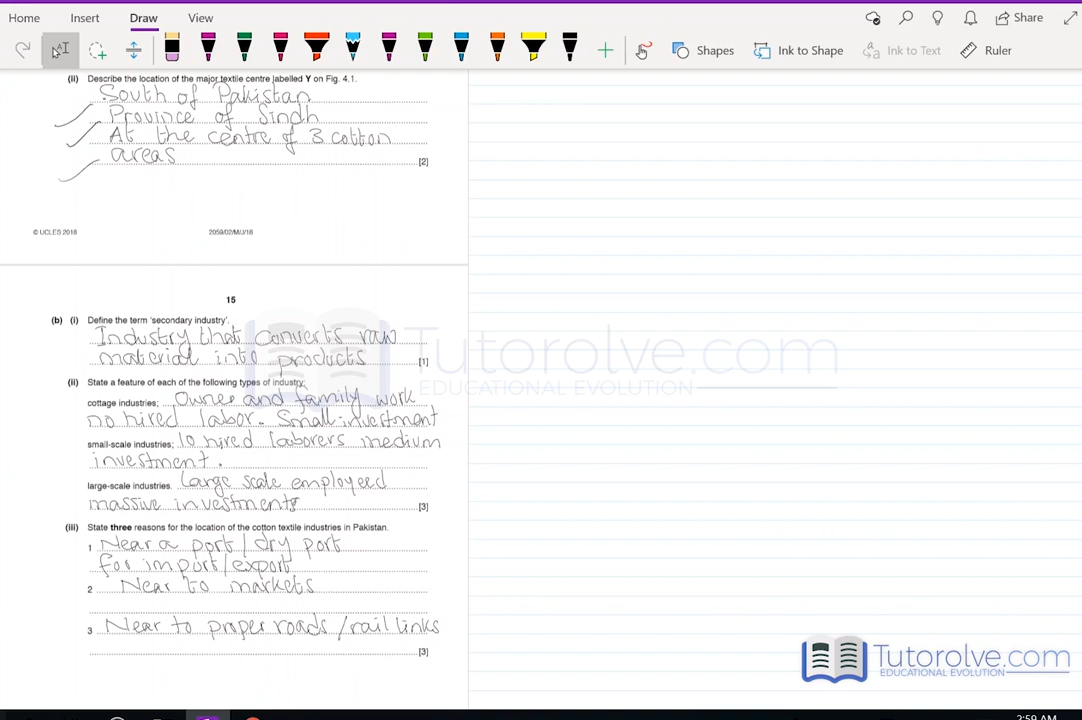 Home Insert Draw View
Share
Shapes Ink to Shape Ink to Text Ruler
(ii) Describe the location of the major textile centre labelled Y on Fig. 4.1.
South of Pakistan
Province of Sindh
At the centre of 3 cotton
areas
[2]
© UCLES 2018 2059/02/M/J/18
15
(b) (i) Define the term 'secondary industry'.
Industry that converts raw
material into products [1]
(ii) State a feature of each of the following types of industry:
cottage industries; Owner and family work
no hired labor. Small investment
small-scale industries; 10 hired laborers medium
investment.
large-scale industries. Large scale employeed
massive investments [3]
(iii) State three reasons for the location of the cotton textile industries in Pakistan.
1 Near a port/dry port
for import/export
2 Near to markets
3 Near to proper roads/rail links
[3]
Tutorolve.com
EDUCATIONAL EVOLUTION
Tutorolve.com
EDUCATIONAL EVOLUTION
2:59 AM